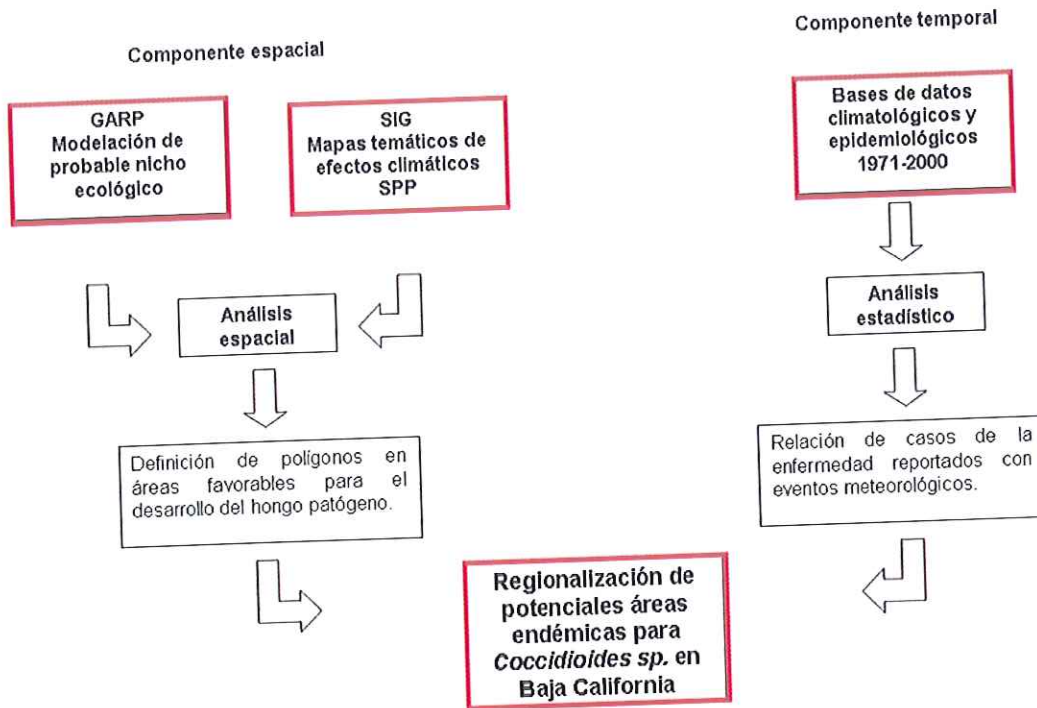 Componente espacial
Componente temporal
GARP
Modelación de
probable nicho
ecológico
SIG
Mapas temáticos de
efectos climáticos
SPP
Bases de datos
climatológicos y
epidemiológicos
1971-2000
Análisis
espacial
Análisis
estadístico
Definición de polígonos en
áreas favorables para el
desarrollo del hongo patógeno.
Relación de casos de la
enfermedad reportados con
eventos meteorológicos.
Regionalización de
potenciales áreas
endémicas para
Coccidioides sp. en
Baja California